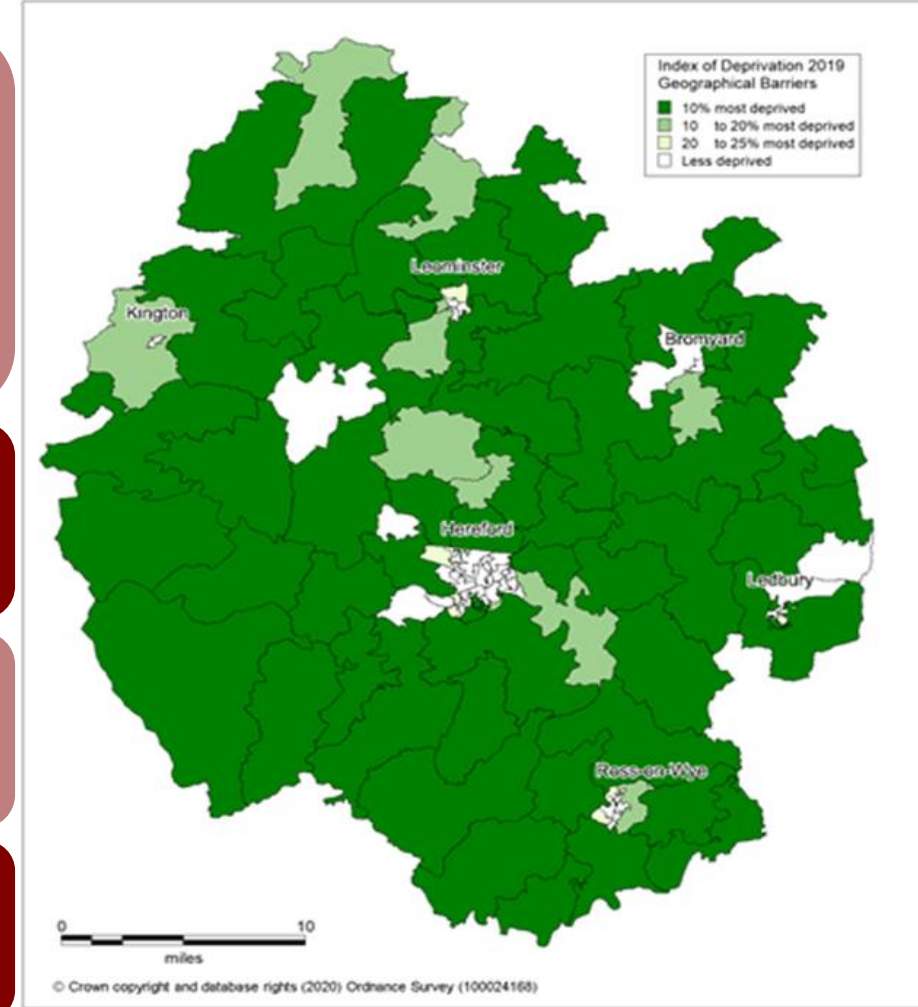 Index of Deprivation 2019
Geographical Barriers
10% most deprived
10 to 20% most deprived
20 to 25% most deprived
Less deprived
Leominster
Kington
Bromyard
Hereford
Ledbury
Ross-on-Wye
0 10
miles
© Crown copyright and database rights (2020) Ordnance Survey (100024168)